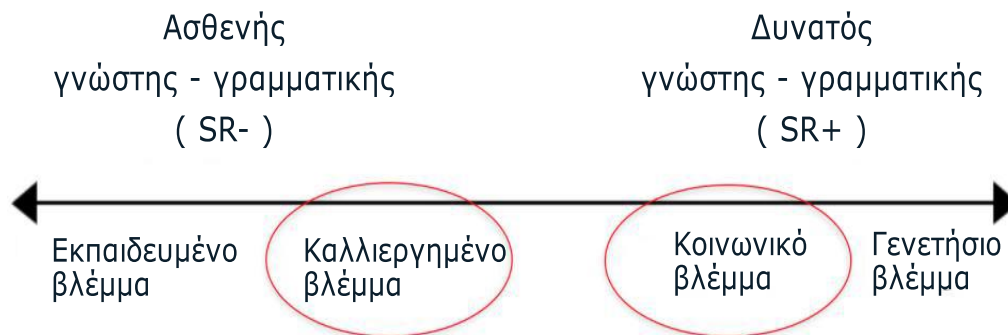 Ασθενής
γνώστης - γραμματικής
( SR- )
Δυνατός
γνώστης - γραμματικής
( SR+ )
Εκπαιδευμένο
βλέμμα
Καλλιεργημένο
βλέμμα
Κοινωνικό
βλέμμα
Γενετήσιο
βλέμμα